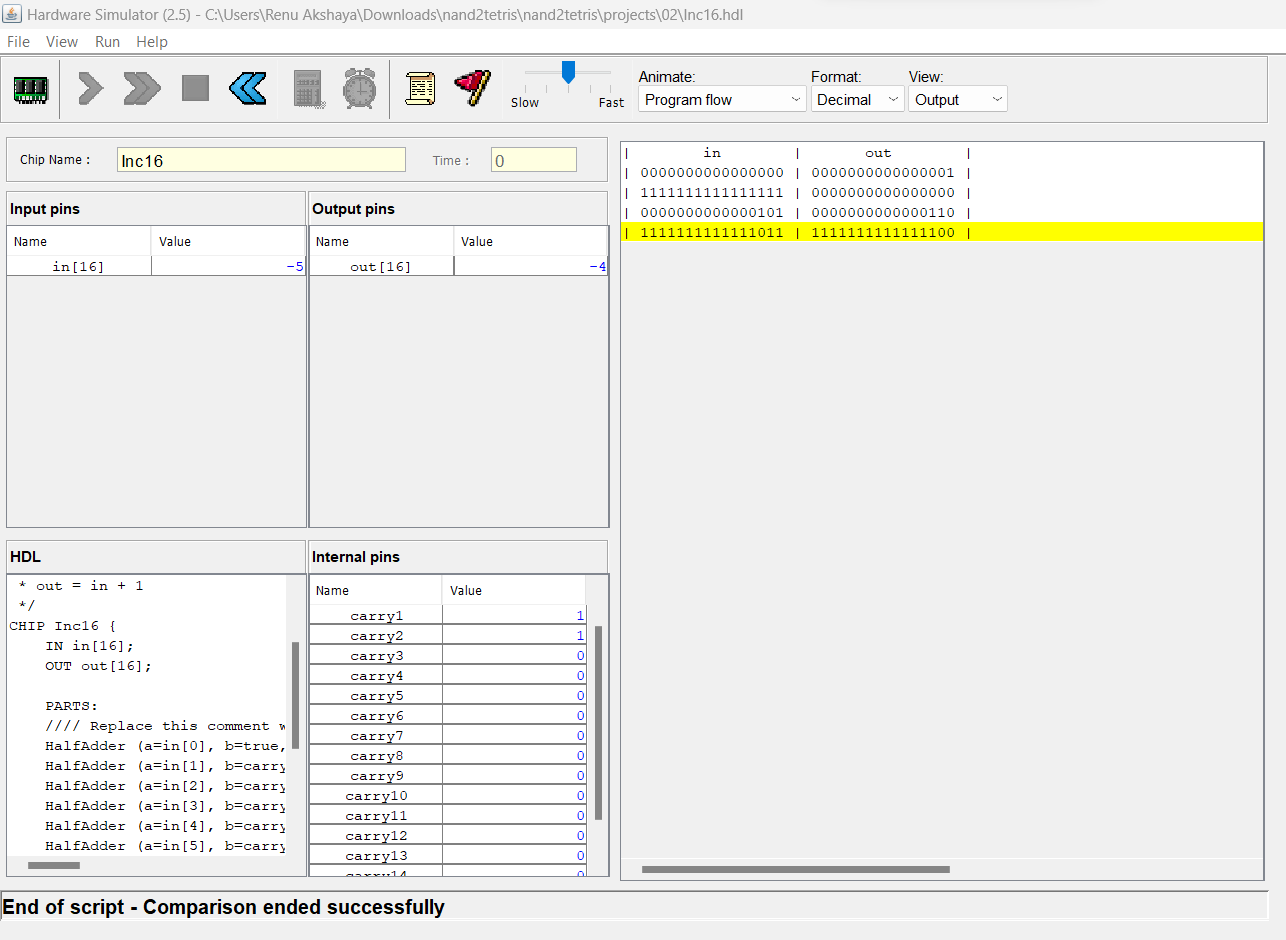 Hardware Simulator (2.5) - C:\Users\Renu Akshaya\Downloads\nand2tetris\nand2tetris\projects\02\Inc16.hdl
File View Run Help
Slow Fast
Animate:
Program flow
Format:
Decimal
View:
Output
Chip Name :
Inc16
Time :
0
Input pins
Name Value
in[16] -5
Output pins
Name Value
out[16] -4
HDL
* out = in + 1
*/
CHIP Inc16 {
IN in[16];
OUT out[16];
PARTS:
//// Replace this comment w
HalfAdder (a=in[0], b=true,
HalfAdder (a=in[1], b=carry
HalfAdder (a=in[2], b=carry
HalfAdder (a=in[3], b=carry
HalfAdder (a=in[4], b=carry
HalfAdder (a=in[5], b=carry
Internal pins
Name Value
carry1 1
carry2 1
carry3 0
carry4 0
carry5 0
carry6 0
carry7 0
carry8 0
carry9 0
carry10 0
carry11 0
carry12 0
carry13 0
carry14 0
| in | out |
| 0000000000000000 | 0000000000000001 |
| 1111111111111111 | 0000000000000000 |
| 0000000000000101 | 0000000000000110 |
| 1111111111111011 | 1111111111111100 |
End of script - Comparison ended successfully